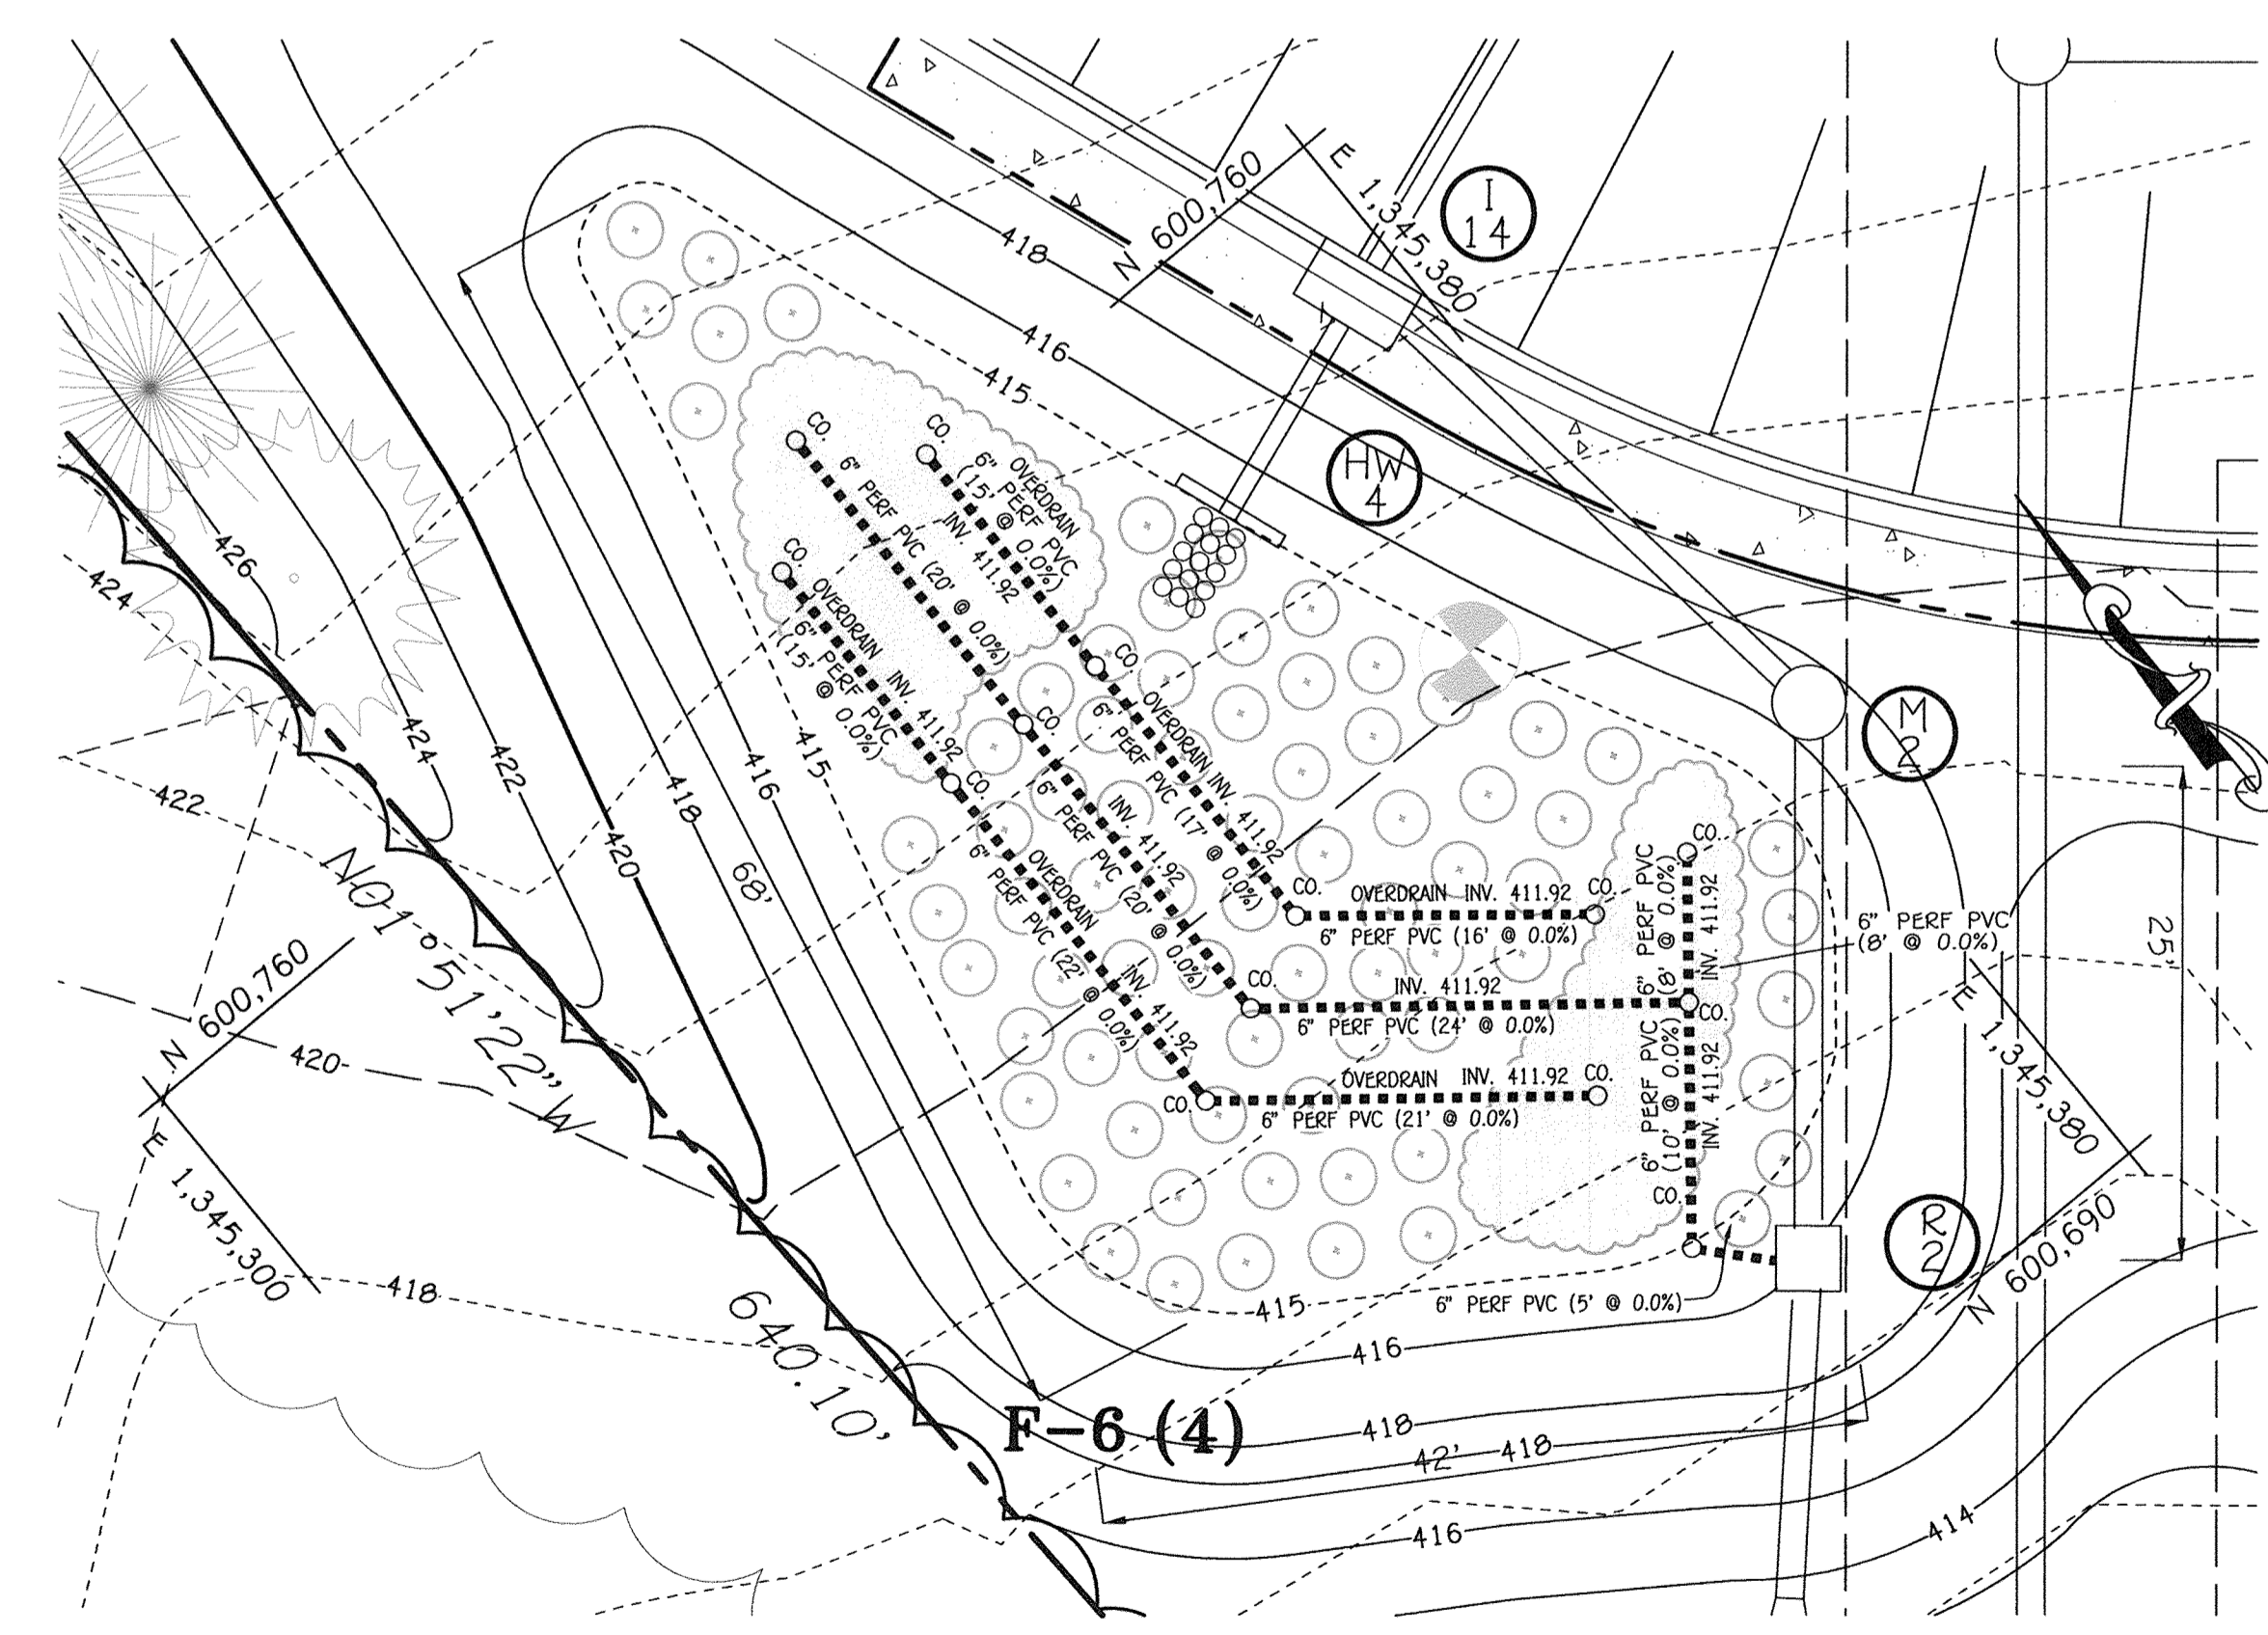 I
14
E 1,345,380
N 600,760
418
416
415
HW
4
CO.
CO.
OVERDRAIN
6" PERF PVC
(15' @ 0.0%)
INV. 411.92
6" PERF PVC (20' @ 0.0%)
CO.
OVERDRAIN INV. 411.92
6" PERF PVC
(15' @ 0.0%)
426
424
424
422
422
420
418
416
415
68'
CO.
CO.
CO.
OVERDRAIN INV. 411.92
6" PERF PVC (17' @ 0.0%)
INV. 411.92
6" PERF PVC (20' @ 0.0%)
OVERDRAIN INV. 411.92
6" PERF PVC (22' @ 0.0%)
M
2
CO.
CO. OVERDRAIN INV. 411.92 CO.
6" PERF PVC (16' @ 0.0%)
6" PERF PVC
(8' @ 0.0%)
INV. 411.92
6" PERF PVC
(8' @ 0.0%)
25'
CO.
INV. 411.92
6" PERF PVC (24' @ 0.0%)
CO.
OVERDRAIN INV. 411.92 CO.
CO.
6" PERF PVC (21' @ 0.0%)
6" PERF PVC
(10' @ 0.0%)
INV. 411.92
CO.
E 1,345,380
N 600,690
R
2
N 600,760
E 1,345,300
420
418
N01°51'22"W
640.10'
415
6" PERF PVC (5' @ 0.0%)
416
F-6 (4)
418
42'
418
416
414